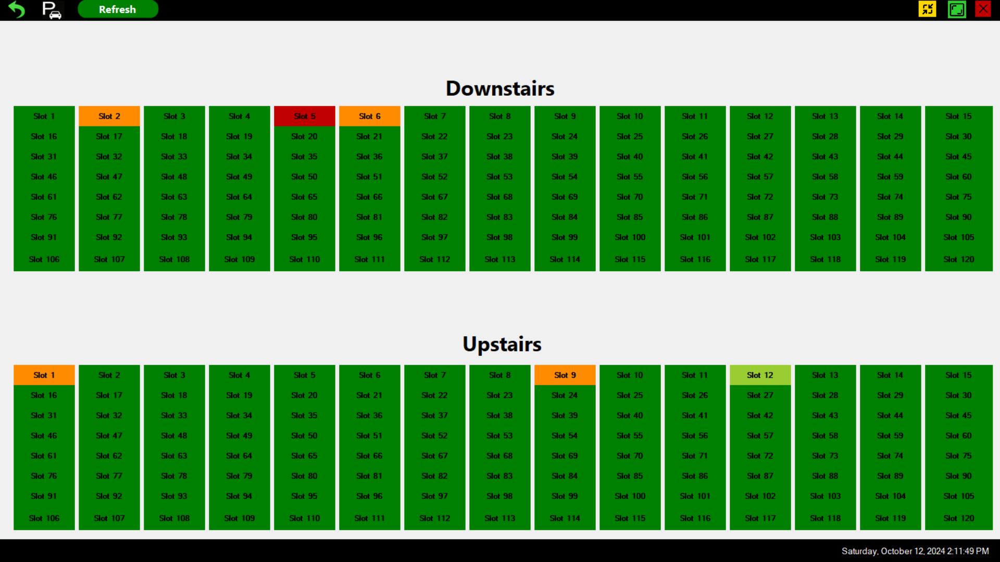 P Refresh
Downstairs
Slot 1 Slot 2 Slot 3 Slot 4 Slot 5 Slot 6 Slot 7 Slot 8 Slot 9 Slot 10 Slot 11 Slot 12 Slot 13 Slot 14 Slot 15
Slot 16 Slot 17 Slot 18 Slot 19 Slot 20 Slot 21 Slot 22 Slot 23 Slot 24 Slot 25 Slot 26 Slot 27 Slot 28 Slot 29 Slot 30
Slot 31 Slot 32 Slot 33 Slot 34 Slot 35 Slot 36 Slot 37 Slot 38 Slot 39 Slot 40 Slot 41 Slot 42 Slot 43 Slot 44 Slot 45
Slot 46 Slot 47 Slot 48 Slot 49 Slot 50 Slot 51 Slot 52 Slot 53 Slot 54 Slot 55 Slot 56 Slot 57 Slot 58 Slot 59 Slot 60
Slot 61 Slot 62 Slot 63 Slot 64 Slot 65 Slot 66 Slot 67 Slot 68 Slot 69 Slot 70 Slot 71 Slot 72 Slot 73 Slot 74 Slot 75
Slot 76 Slot 77 Slot 78 Slot 79 Slot 80 Slot 81 Slot 82 Slot 83 Slot 84 Slot 85 Slot 86 Slot 87 Slot 88 Slot 89 Slot 90
Slot 91 Slot 92 Slot 93 Slot 94 Slot 95 Slot 96 Slot 97 Slot 98 Slot 99 Slot 100 Slot 101 Slot 102 Slot 103 Slot 104 Slot 105
Slot 106 Slot 107 Slot 108 Slot 109 Slot 110 Slot 111 Slot 112 Slot 113 Slot 114 Slot 115 Slot 116 Slot 117 Slot 118 Slot 119 Slot 120
Upstairs
Slot 1 Slot 2 Slot 3 Slot 4 Slot 5 Slot 6 Slot 7 Slot 8 Slot 9 Slot 10 Slot 11 Slot 12 Slot 13 Slot 14 Slot 15
Slot 16 Slot 17 Slot 18 Slot 19 Slot 20 Slot 21 Slot 22 Slot 23 Slot 24 Slot 25 Slot 26 Slot 27 Slot 28 Slot 29 Slot 30
Slot 31 Slot 32 Slot 33 Slot 34 Slot 35 Slot 36 Slot 37 Slot 38 Slot 39 Slot 40 Slot 41 Slot 42 Slot 43 Slot 44 Slot 45
Slot 46 Slot 47 Slot 48 Slot 49 Slot 50 Slot 51 Slot 52 Slot 53 Slot 54 Slot 55 Slot 56 Slot 57 Slot 58 Slot 59 Slot 60
Slot 61 Slot 62 Slot 63 Slot 64 Slot 65 Slot 66 Slot 67 Slot 68 Slot 69 Slot 70 Slot 71 Slot 72 Slot 73 Slot 74 Slot 75
Slot 76 Slot 77 Slot 78 Slot 79 Slot 80 Slot 81 Slot 82 Slot 83 Slot 84 Slot 85 Slot 86 Slot 87 Slot 88 Slot 89 Slot 90
Slot 91 Slot 92 Slot 93 Slot 94 Slot 95 Slot 96 Slot 97 Slot 98 Slot 99 Slot 100 Slot 101 Slot 102 Slot 103 Slot 104 Slot 105
Slot 106 Slot 107 Slot 108 Slot 109 Slot 110 Slot 111 Slot 112 Slot 113 Slot 114 Slot 115 Slot 116 Slot 117 Slot 118 Slot 119 Slot 120
Saturday, October 12, 2024 2:11:49 PM